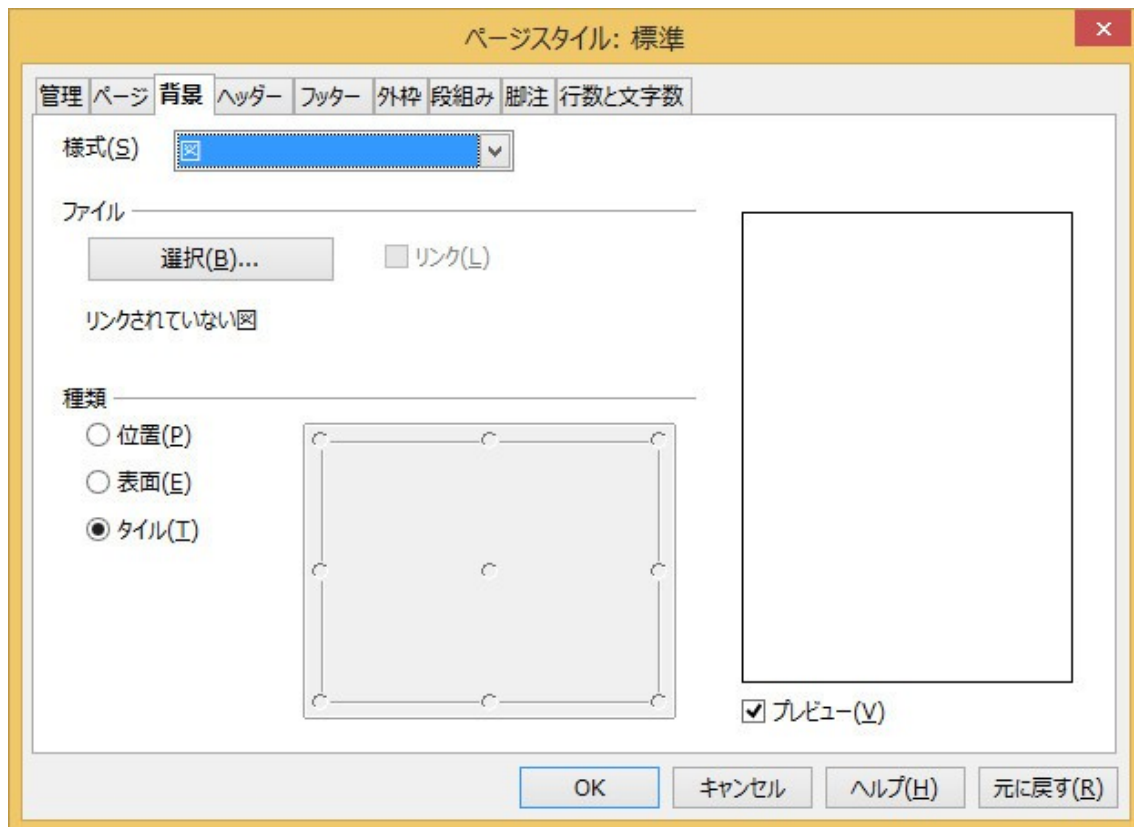 ページスタイル: 標準
管理 ページ 背景 ヘッダー フッター 外枠 段組み 脚注 行数と文字数
様式(S) 図
ファイル
選択(B)... リンク(L)
リンクされていない図
種類
位置(P)
表面(E)
タイル(T)
プレビュー(V)
OK キャンセル ヘルプ(H) 元に戻す(R)